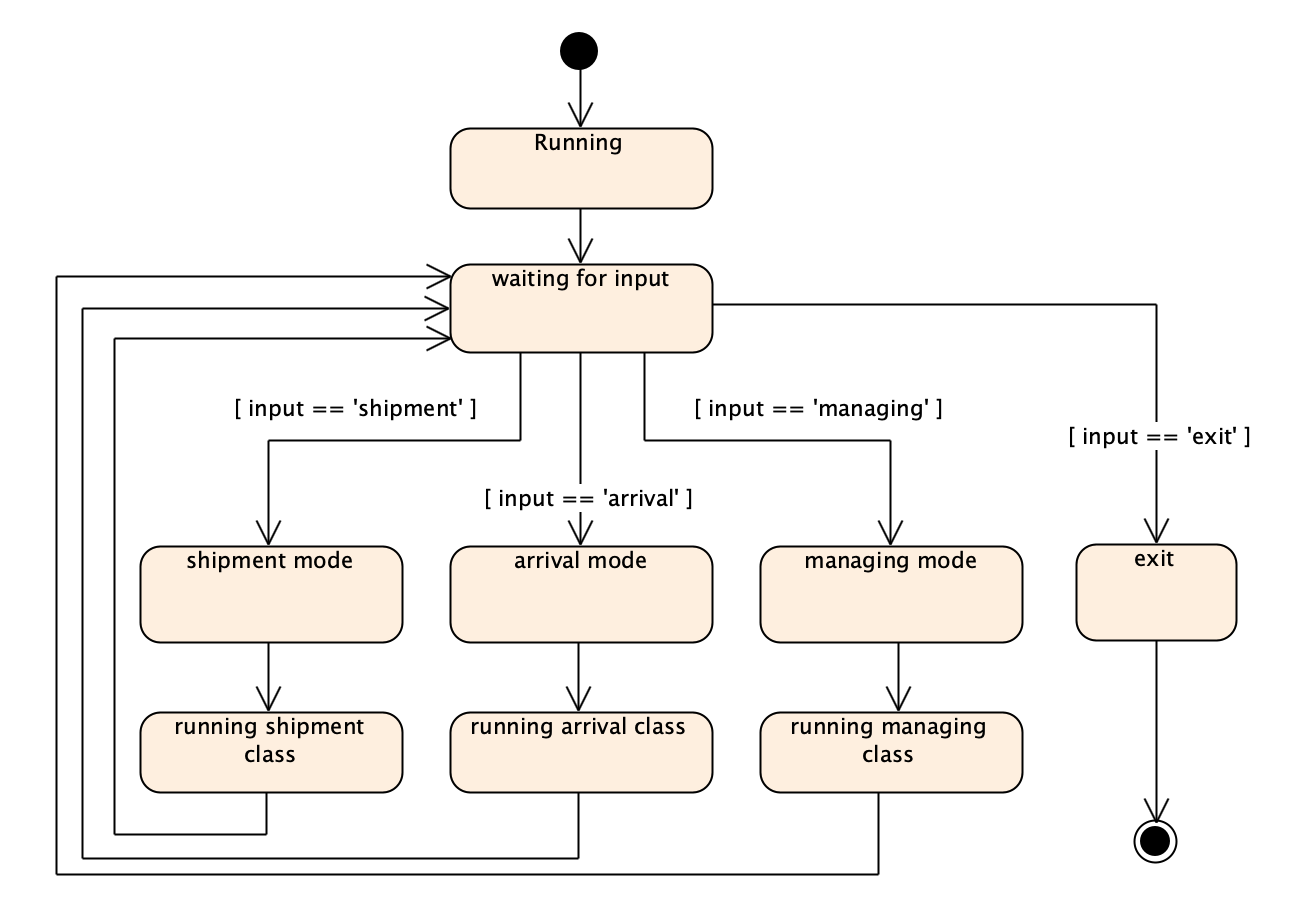 Running
waiting for input
[ input == 'shipment' ]
[ input == 'managing' ]
[ input == 'exit' ]
[ input == 'arrival' ]
shipment mode
arrival mode
managing mode
exit
running shipment
class
running arrival class
running managing
class